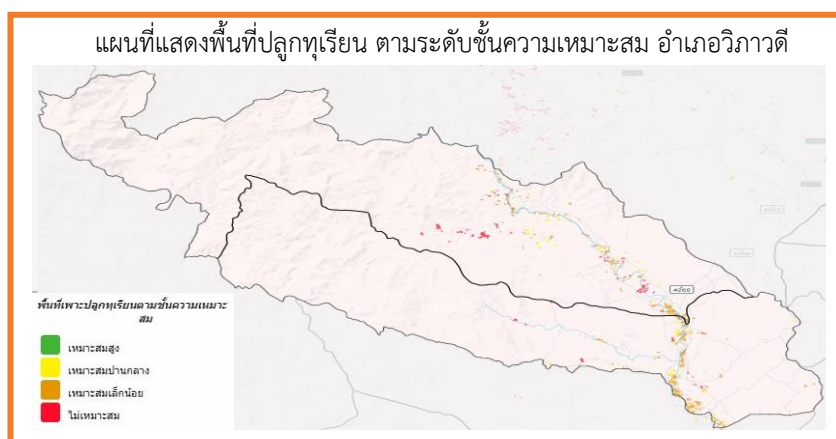 แผนที่แสดงพื้นที่ปลูกทุเรียน ตามระดับชั้นความเหมาะสม อำเภอวิภาวดี
พื้นที่เพาะปลูกทุเรียนตามชั้นความเหมาะ
สม
เหมาะสมสูง
เหมาะสมปานกลาง
เหมาะสมเล็กน้อย
ไม่เหมาะสม